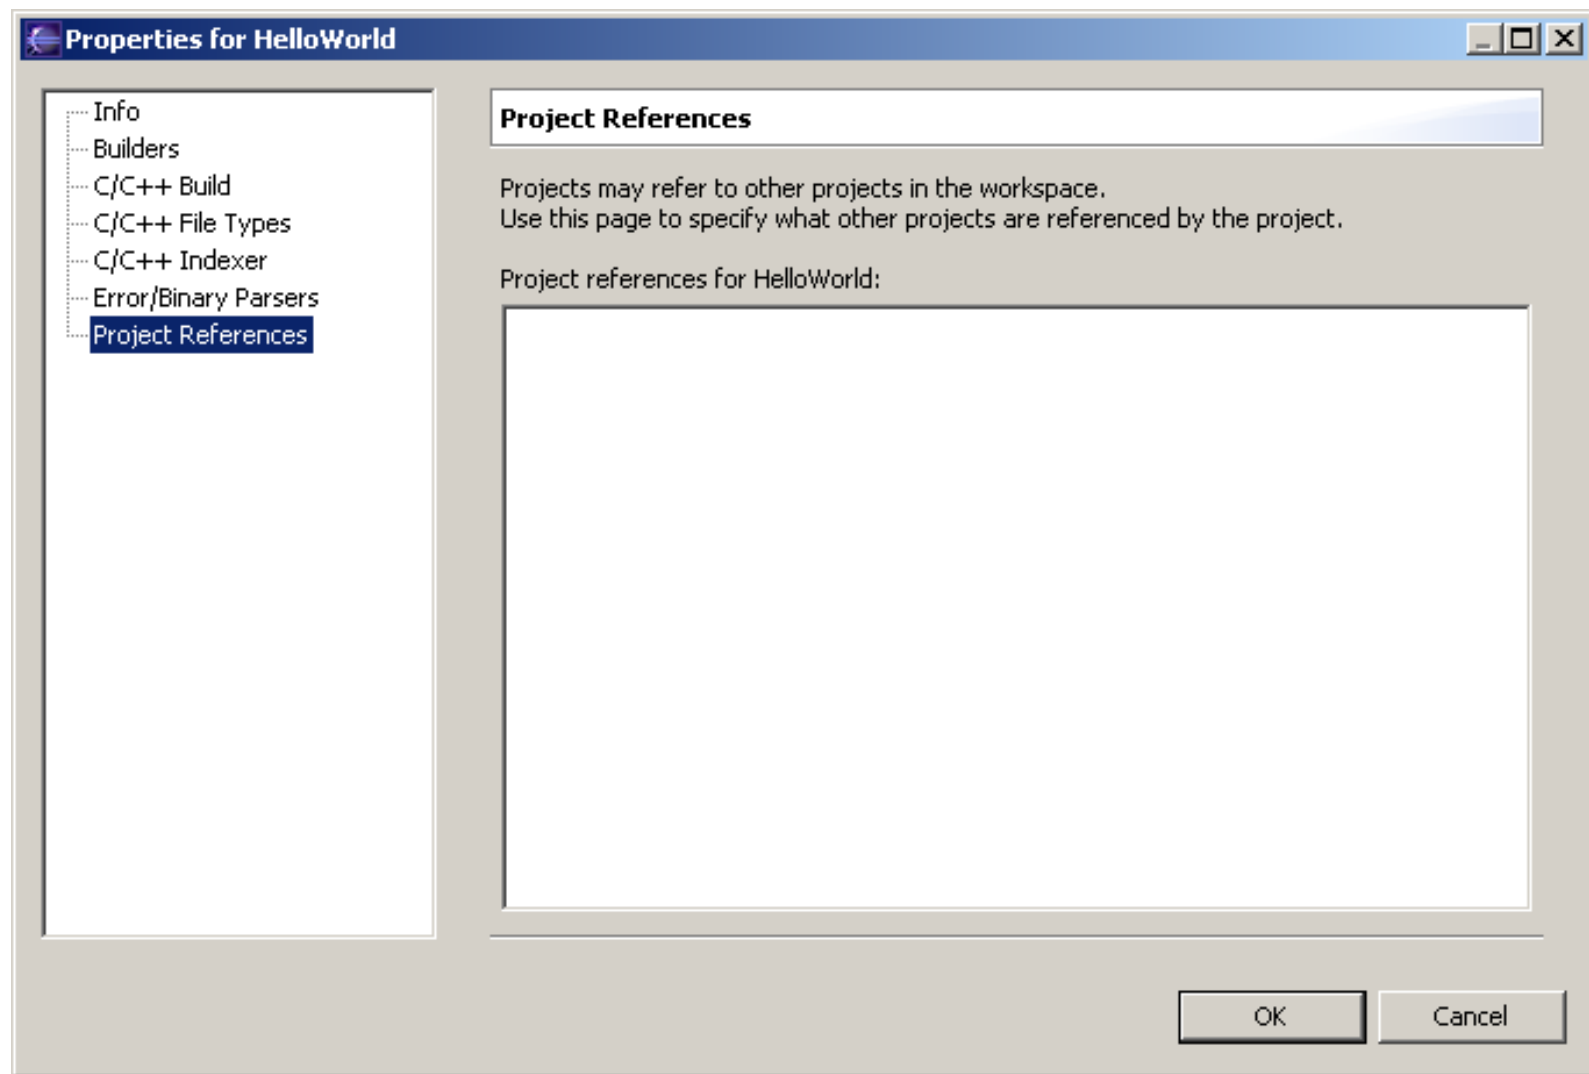 Properties for HelloWorld
Info
Builders
C/C++ Build
C/C++ File Types
C/C++ Indexer
Error/Binary Parsers
Project References
Project References
Projects may refer to other projects in the workspace.
Use this page to specify what other projects are referenced by the project.
Project references for HelloWorld:
OK
Cancel